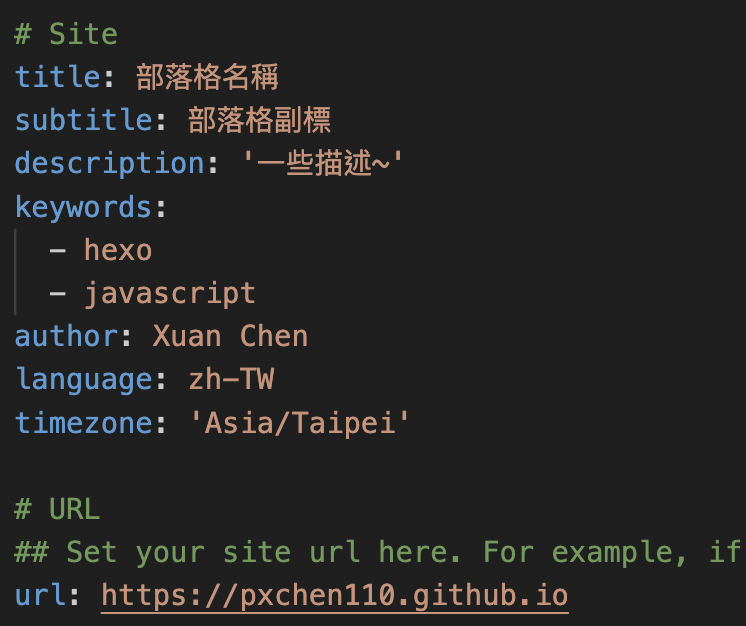 # Site
title: 部落格名稱
subtitle: 部落格副標
description: '一些描述~'
keywords:
  - hexo
  - javascript
author: Xuan Chen
language: zh-TW
timezone: 'Asia/Taipei'
# URL
## Set your site url here. For example, if
url: https://pxchen110.github.io